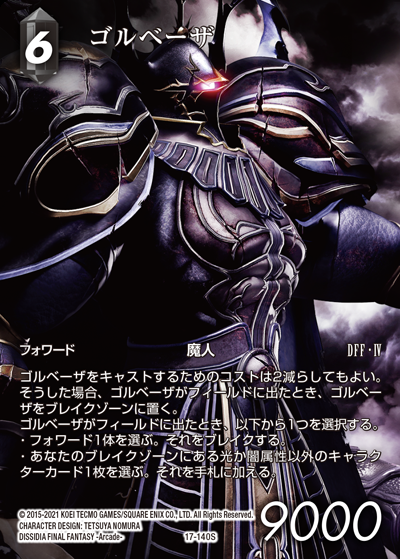 6
ゴルベーザ
フォワード 魔人 DFF・Ⅳ
ゴルベーザをキャストするためのコストは2減らしてもよい。
そうした場合、ゴルベーザがフィールドに出たとき、ゴルベー
ザをブレイクゾーンに置く。
ゴルベーザがフィールドに出たとき、以下から1つを選択する。
・フォワード1体を選ぶ。それをブレイクする。
・あなたのブレイクゾーンにある光か闇属性以外のキャラク
ターカード1枚を選ぶ。それを手札に加える。
© 2015-2021 KOEI TECMO GAMES/SQUARE ENIX CO., LTD. All Rights Reserved.
CHARACTER DESIGN: TETSUYA NOMURA
DISSIDIA FINAL FANTASY -Arcade- 17-140S
9000